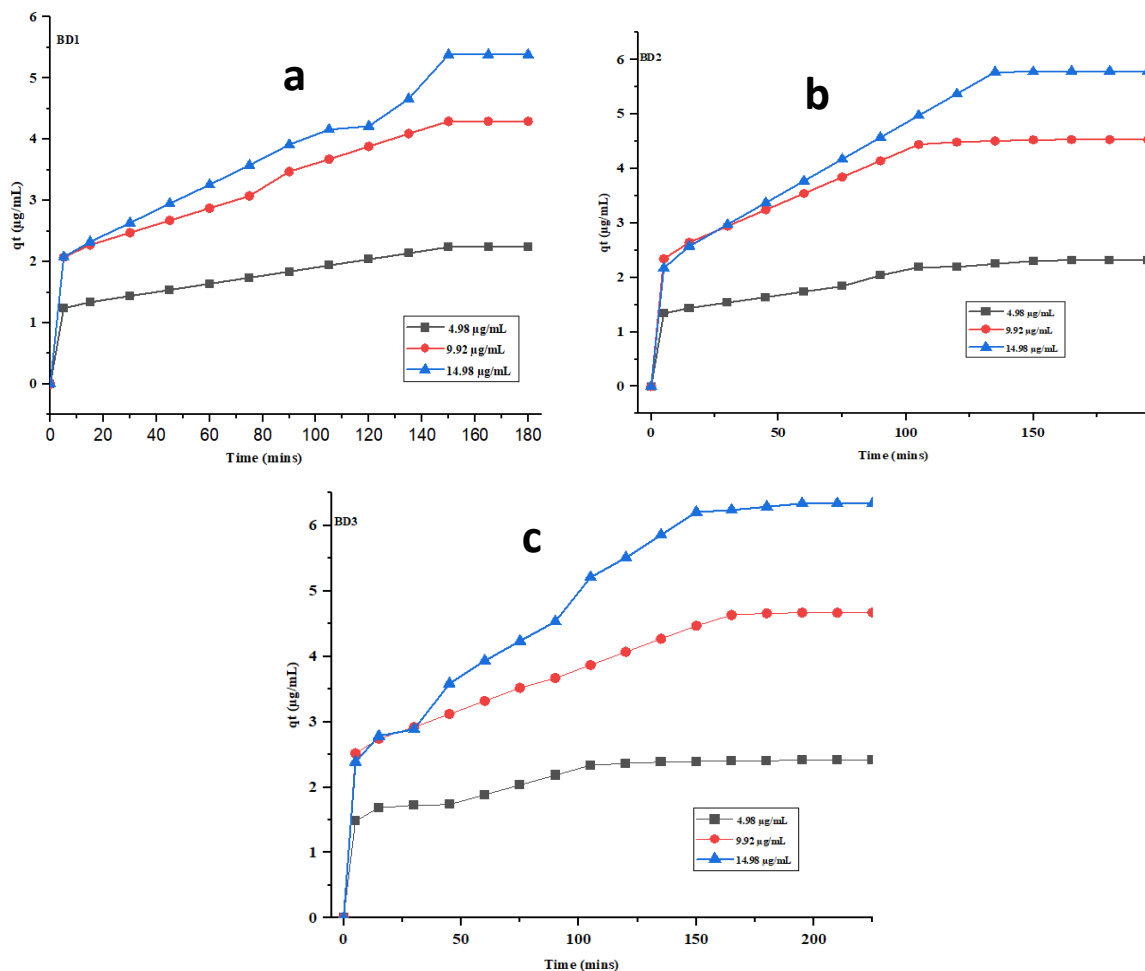 BD1
a
qt (µg/mL)
6
5
4
3
2
1
0
4.98 µg/mL
9.92 µg/mL
14.98 µg/mL
0 20 40 60 80 100 120 140 160 180
Time (mins)
BD2
b
qt (µg/mL)
6
5
4
3
2
1
0
4.98 µg/mL
9.92 µg/mL
14.98 µg/mL
0 50 100 150
Time (mins)
BD3
c
qt (µg/mL)
6
5
4
3
2
1
0
4.98 µg/mL
9.92 µg/mL
14.98 µg/mL
0 50 100 150 200
Time (mins)